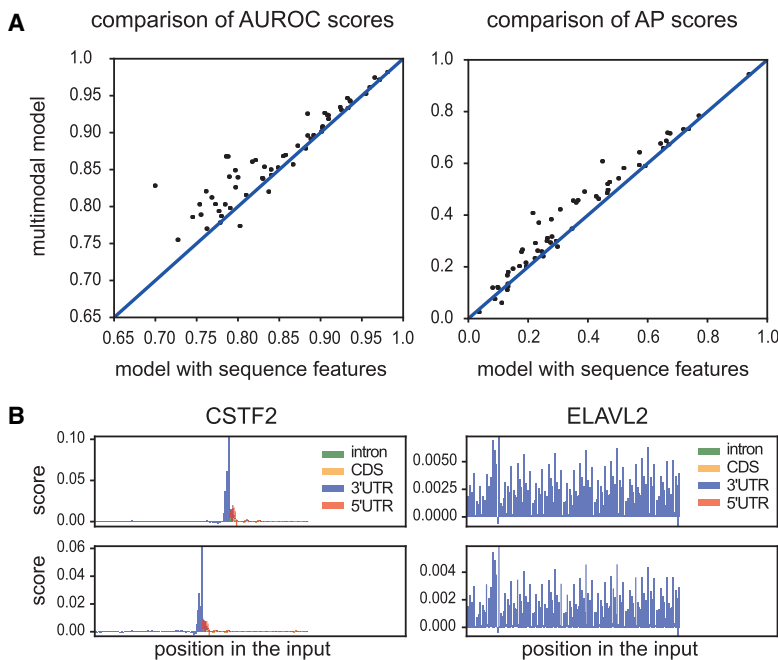 A
comparison of AUROC scores
comparison of AP scores
multimodal model
1.0
0.95
0.90
0.85
0.80
0.75
0.70
0.65
0.65 0.70 0.75 0.80 0.85 0.90 0.95 1.0
model with sequence features
1.0
0.8
0.6
0.4
0.2
0.0
0.0 0.2 0.4 0.6 0.8 1.0
model with sequence features
B
CSTF2
ELAVL2
score
0.10
0.05
0.00
intron
CDS
3'UTR
5'UTR
0.0050
0.0025
0.0000
intron
CDS
3'UTR
5'UTR
score
0.06
0.04
0.02
0.00
position in the input
0.004
0.002
0.000
position in the input